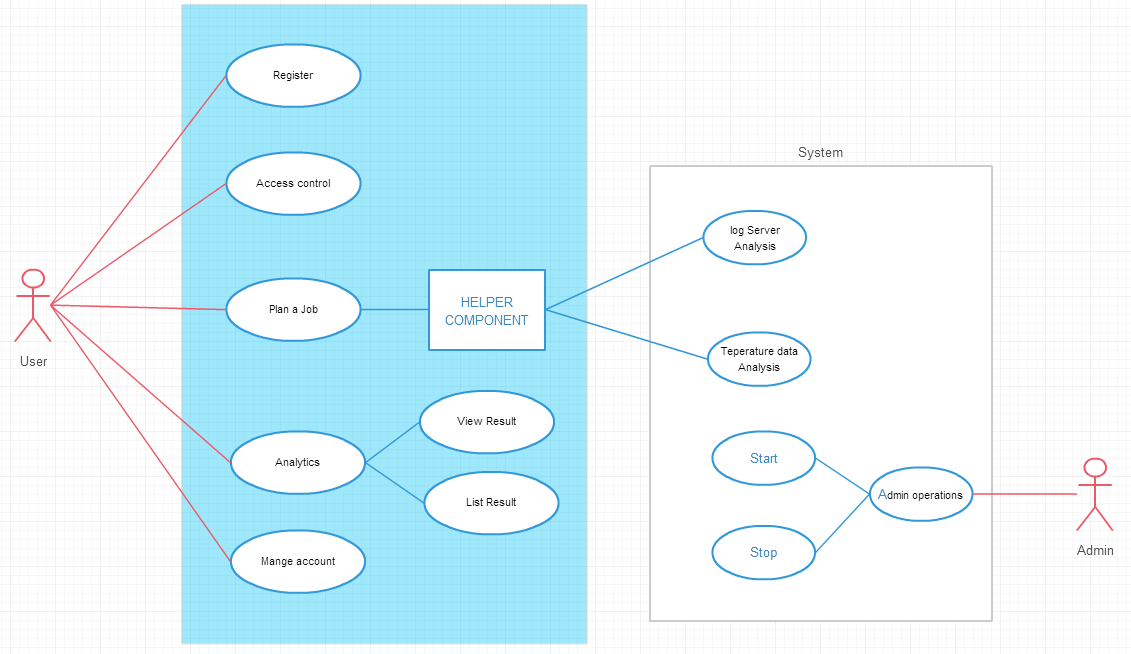 Register
Access control
Plan a Job
HELPER
COMPONENT
View Result
Analytics
List Result
Mange account
User
System
log Server
Analysis
Teperature data
Analysis
Start
Admin operations
Stop
Admin